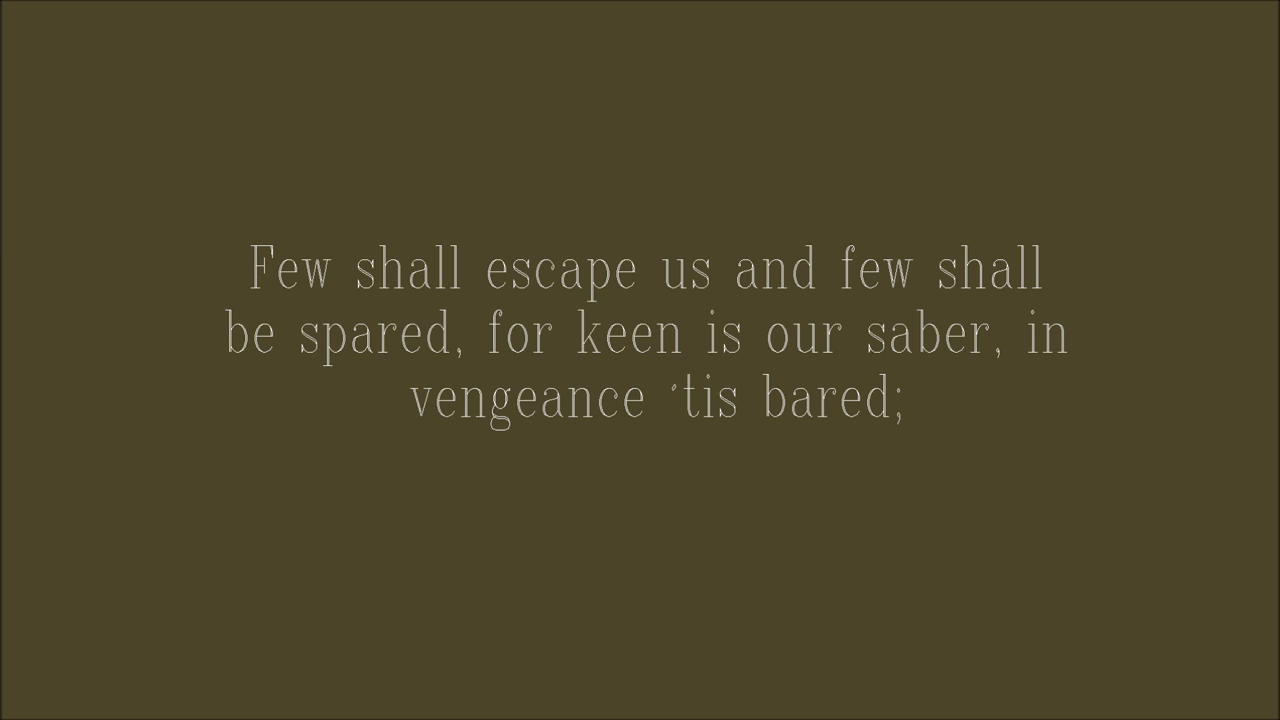 Few shall escape us and few shall
be spared, for keen is our saber, in
vengeance ‘tis bared;